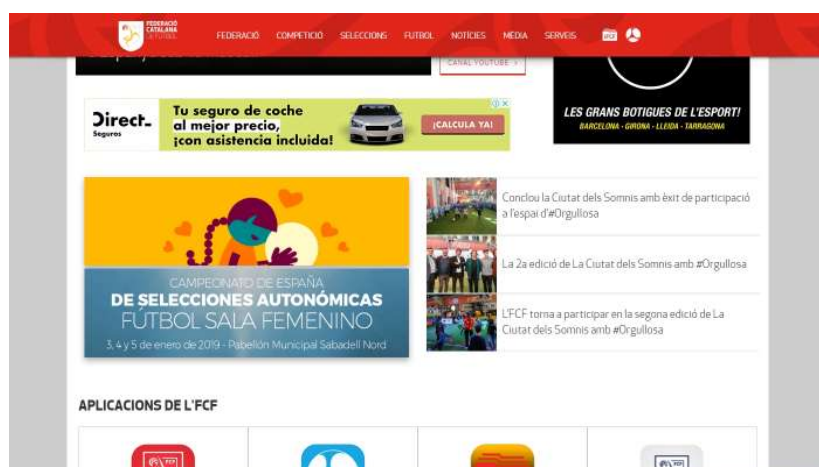 FEDERACIÓ
CATALANA
DE FUTBOL
FEDERACIÓ COMPETICIÓ SELECCIONS FUTBOL NOTÍCIES MÈDIA SERVEIS
CANAL YOUTUBE >
LES GRANS BOTIGUES DE L'ESPORT!
BARCELONA - GIRONA - LLEIDA - TARRAGONA
Direct
Seguros
Tu seguro de coche
al mejor precio,
¡con asistencia incluida!
¡CALCULA YA!
CAMPEONATO DE ESPAÑA
DE SELECCIONES AUTONÓMICAS
FÚTBOL SALA FEMENINO
3, 4 y 5 de enero de 2019 - Pabellón Municipal Sabadell Nord
Conclou la Ciutat dels Somnis amb èxit de participació
a l'espai d'#Orgullosa
La 2a edició de La Ciutat dels Somnis amb #Orgullosa
L'FCF torna a participar en la segona edició de La
Ciutat dels Somnis amb #Orgullosa
APLICACIONS DE L'FCF